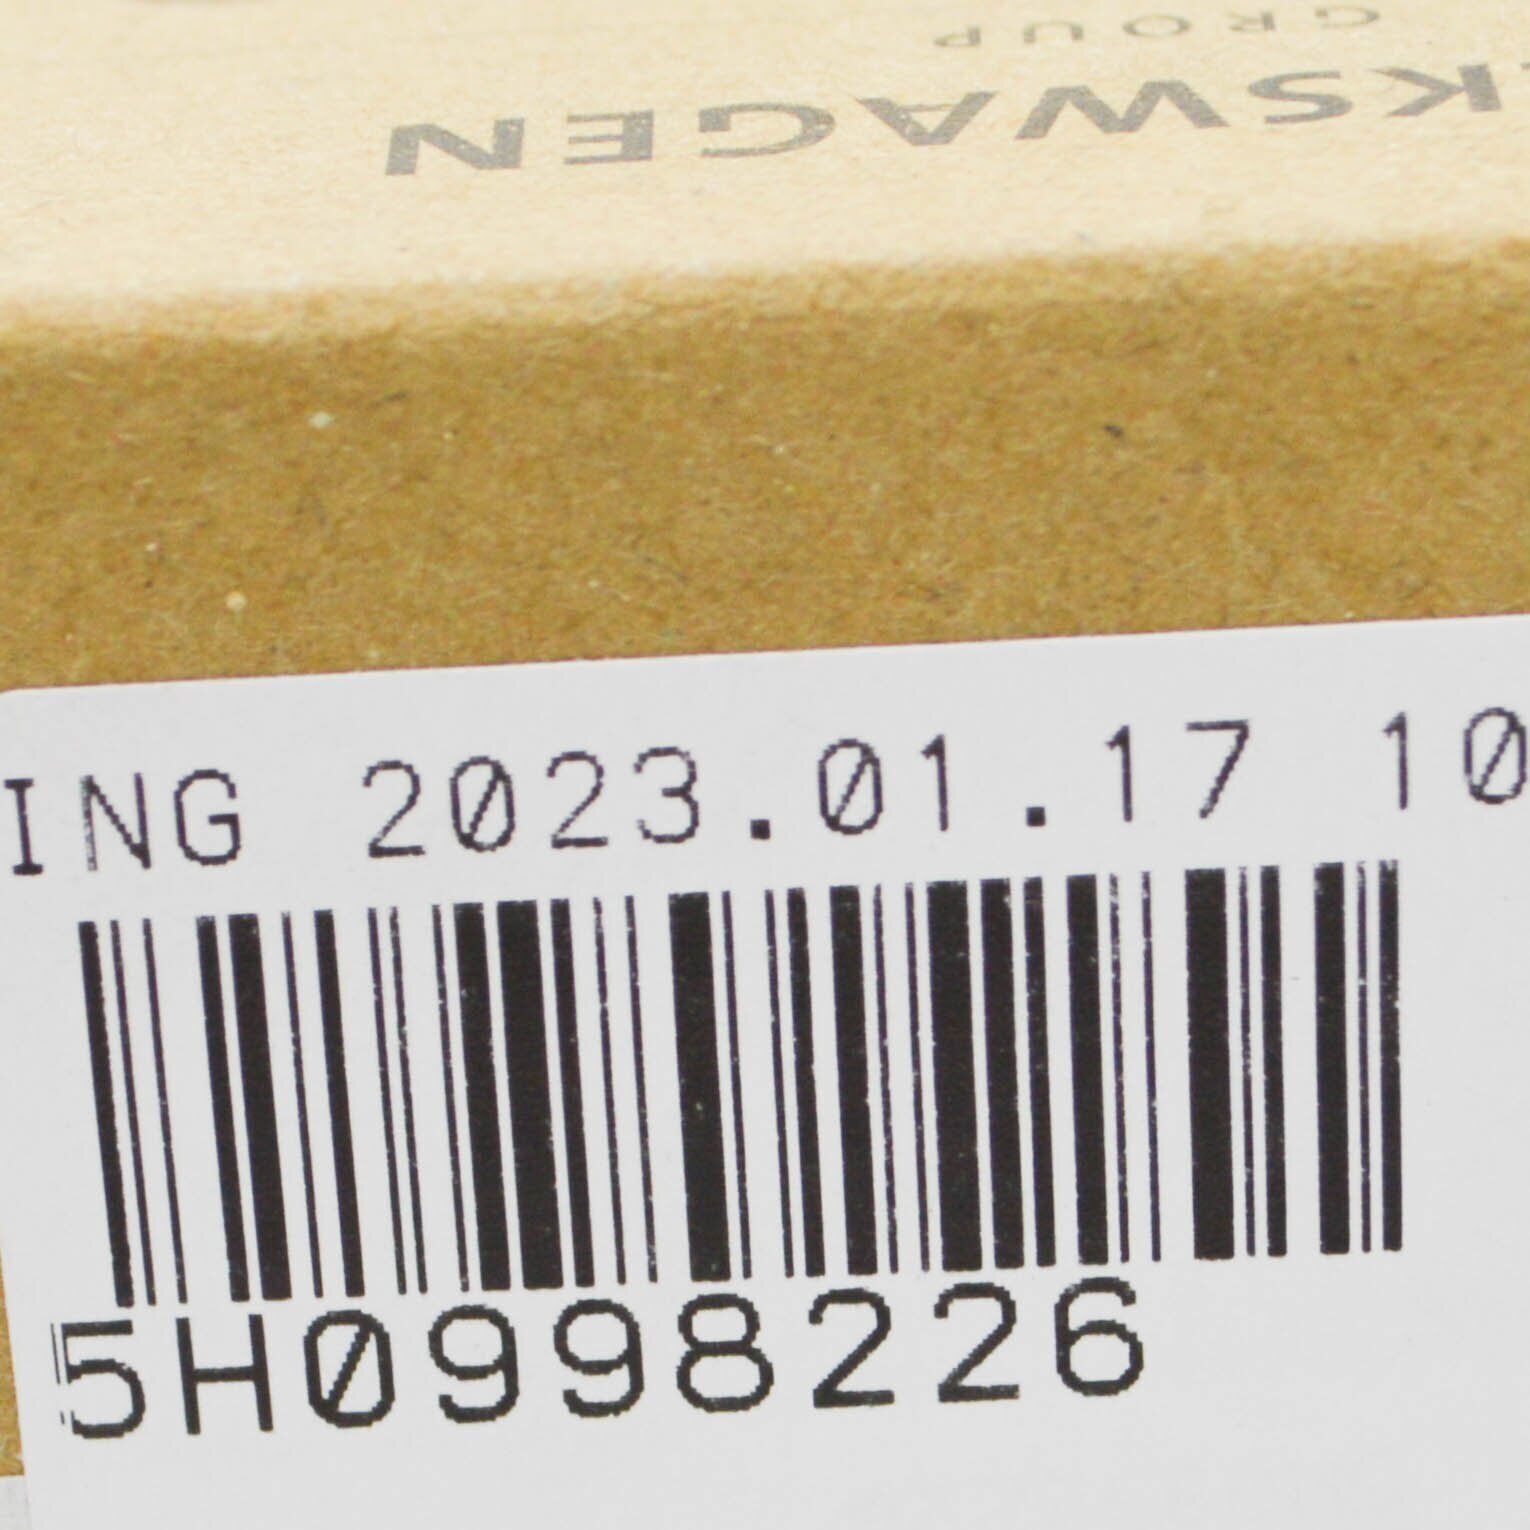 GROUP
KSWAGEN
ING 2023.01.17 10
5H0998226